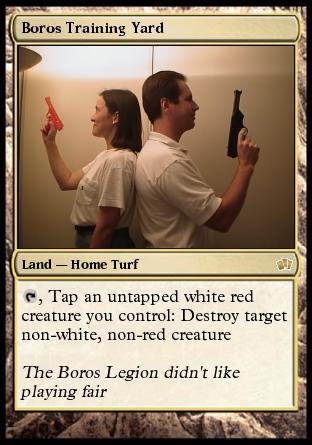 Boros Training Yard
Land — Home Turf
, Tap an untapped white red
creature you control: Destroy target
non-white, non-red creature
The Boros Legion didn't like
playing fair